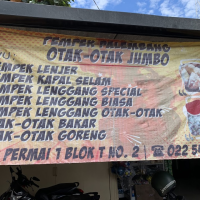 PEMPEK PALEMBANG
OTAK-OTAK JUMBO
MPEK LENJER
MPEK KAPAL SELAM
MPEK LENGGANG SPECIAL
MPEK LENGGANG BIASA
MPEK LENGGANG OTAK-OTAK
AK-OTAK BAKAR
AK-OTAK GORENG
PERMAI 1 BLOK T NO. 2 | ☎ 022 5